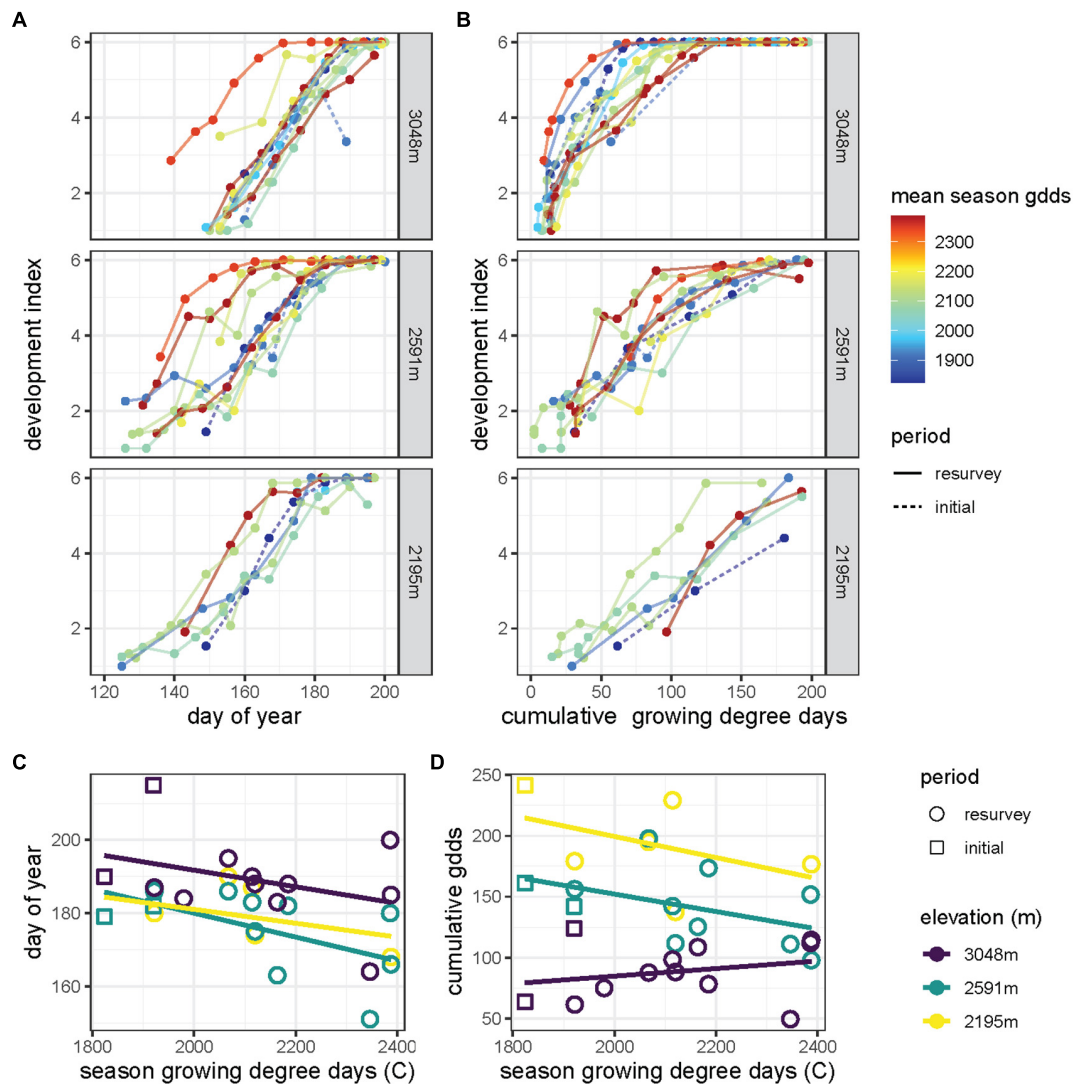 A
B
6
4
2
3048m
6
4
2
3048m
mean season gdds
2300
2200
2100
2000
1900
development index
6
4
2
2591m
development index
6
4
2
2591m
period
resurvey
initial
6
4
2
2195m
6
4
2
2195m
120 140 160 180 200
day of year
0 50 100 150 200
cumulative growing degree days
C
D
day of year
200
180
160
1800 2000 2200 2400
season growing degree days (C)
cumulative gdds
250
200
150
100
50
1800 2000 2200 2400
season growing degree days (C)
period
resurvey
initial
elevation (m)
3048m
2591m
2195m